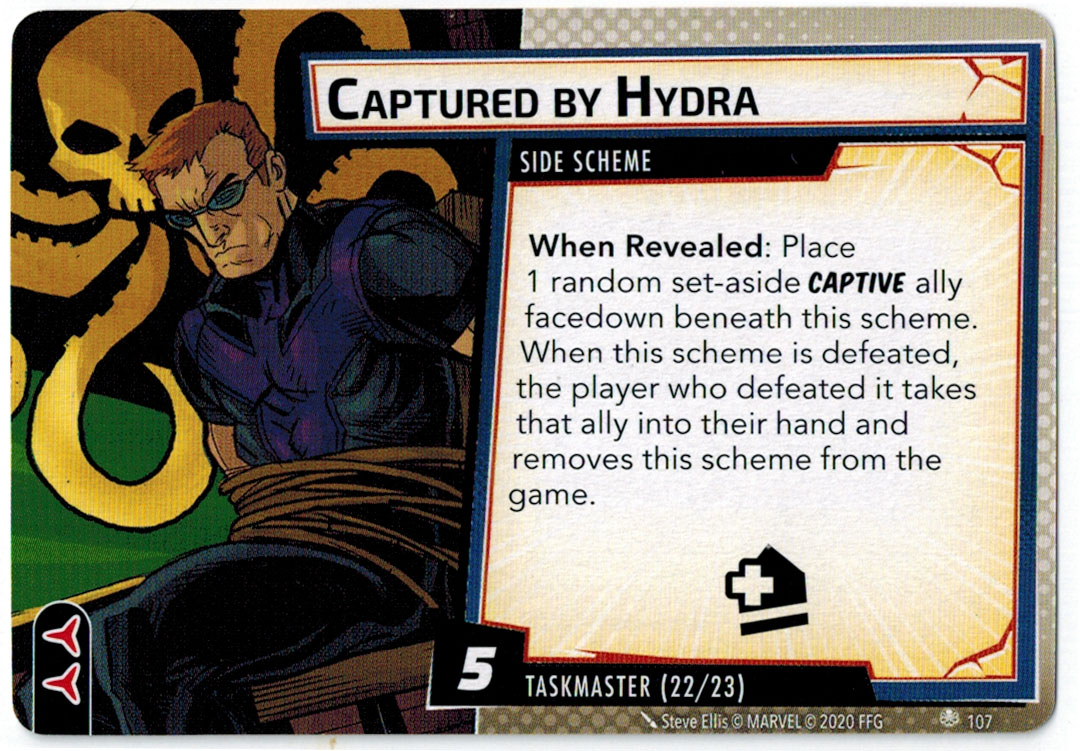 CAPTURED BY HYDRA
SIDE SCHEME
When Revealed: Place
1 random set-aside CAPTIVE ally
facedown beneath this scheme.
When this scheme is defeated,
the player who defeated it takes
that ally into their hand and
removes this scheme from the
game.
5
TASKMASTER (22/23)
Steve Ellis © MARVEL © 2020 FFG
107